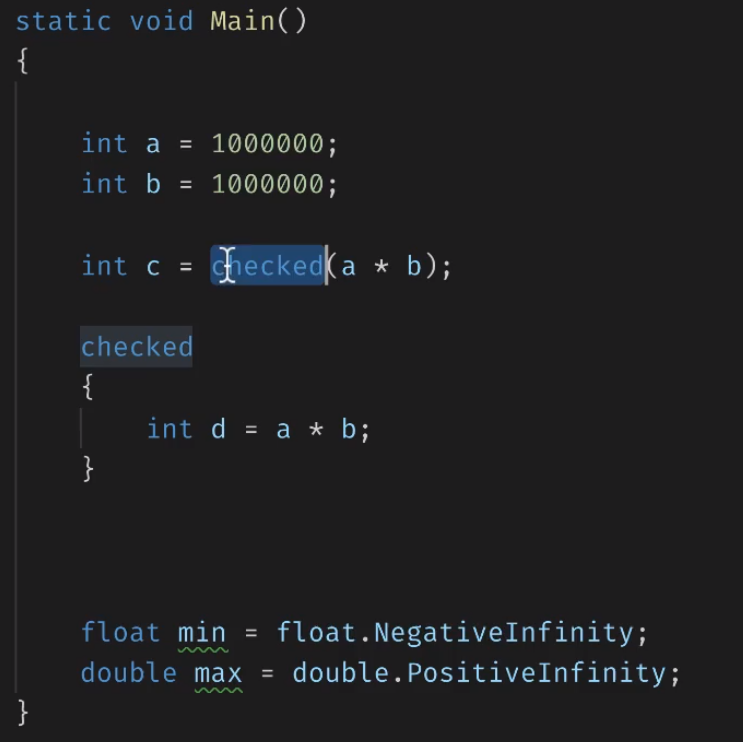 static void Main()
{
int a = 1000000;
int b = 1000000;
int c = checked(a * b);
checked
{
int d = a * b;
}
float min = float.NegativeInfinity;
double max = double.PositiveInfinity;
}